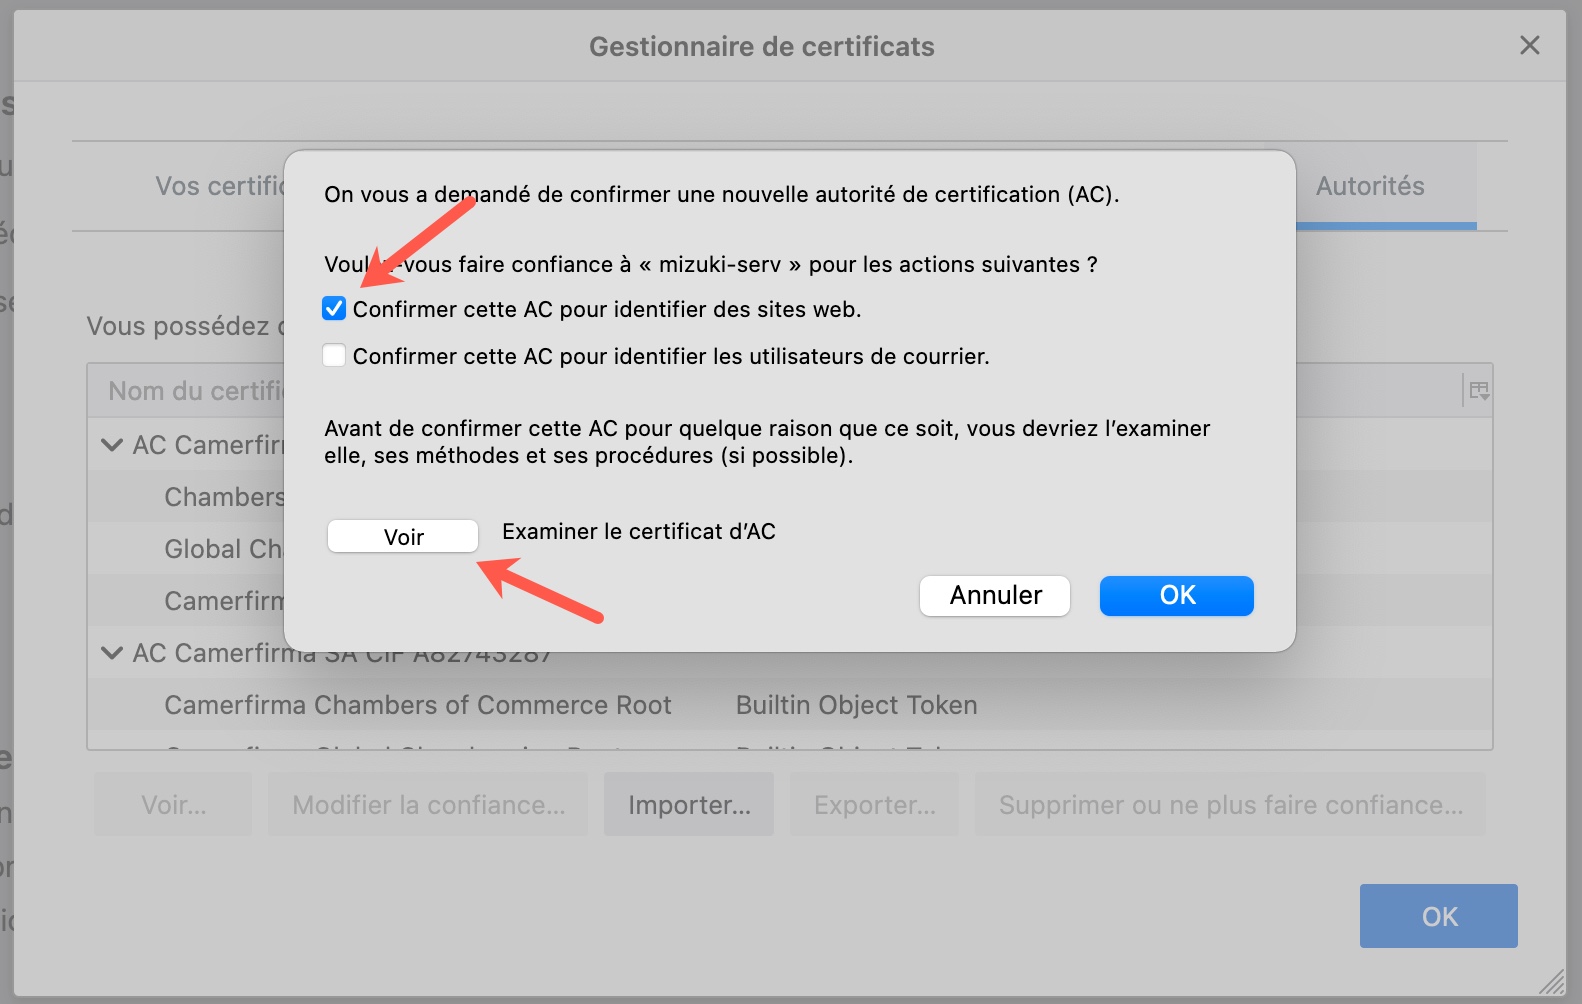 Gestionnaire de certificats
Vos certific
Autorités
On vous a demandé de confirmer une nouvelle autorité de certification (AC).
Voulez-vous faire confiance à « mizuki-serv » pour les actions suivantes ?
Confirmer cette AC pour identifier des sites web.
Confirmer cette AC pour identifier les utilisateurs de courrier.
Avant de confirmer cette AC pour quelque raison que ce soit, vous devriez l’examiner
elle, ses méthodes et ses procédures (si possible).
Voir
Examiner le certificat d’AC
Annuler
OK
Vous possédez
Nom du certifi
AC Camerfir
Chambers
Global Ch
Camerfirm
AC Camerfirma SA CIF A82743287
Camerfirma Chambers of Commerce Root
Builtin Object Token
Voir...
Modifier la confiance...
Importer...
Exporter...
Supprimer ou ne plus faire confiance...
OK